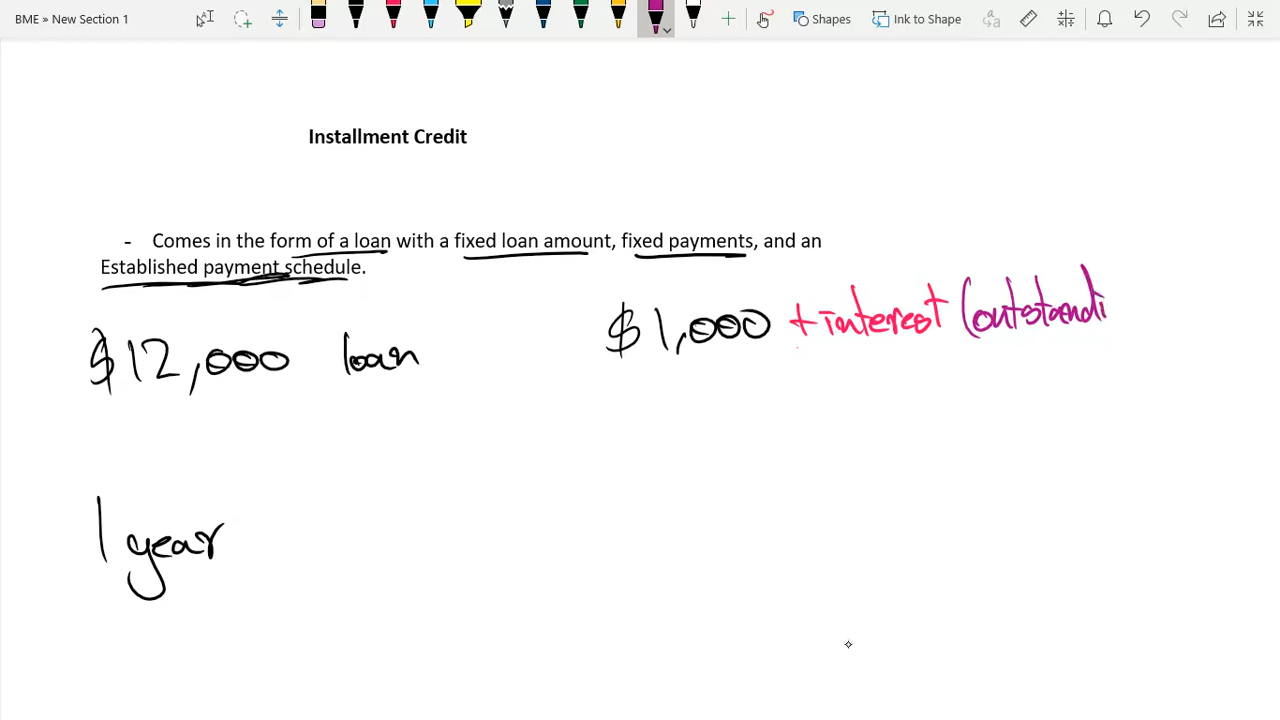 BME » New Section 1
Shapes
Ink to Shape
Installment Credit
- Comes in the form of a loan with a fixed loan amount, fixed payments, and an
Established payment schedule.
$1,000 + interest (outstandi
$12,000 loan
1 year